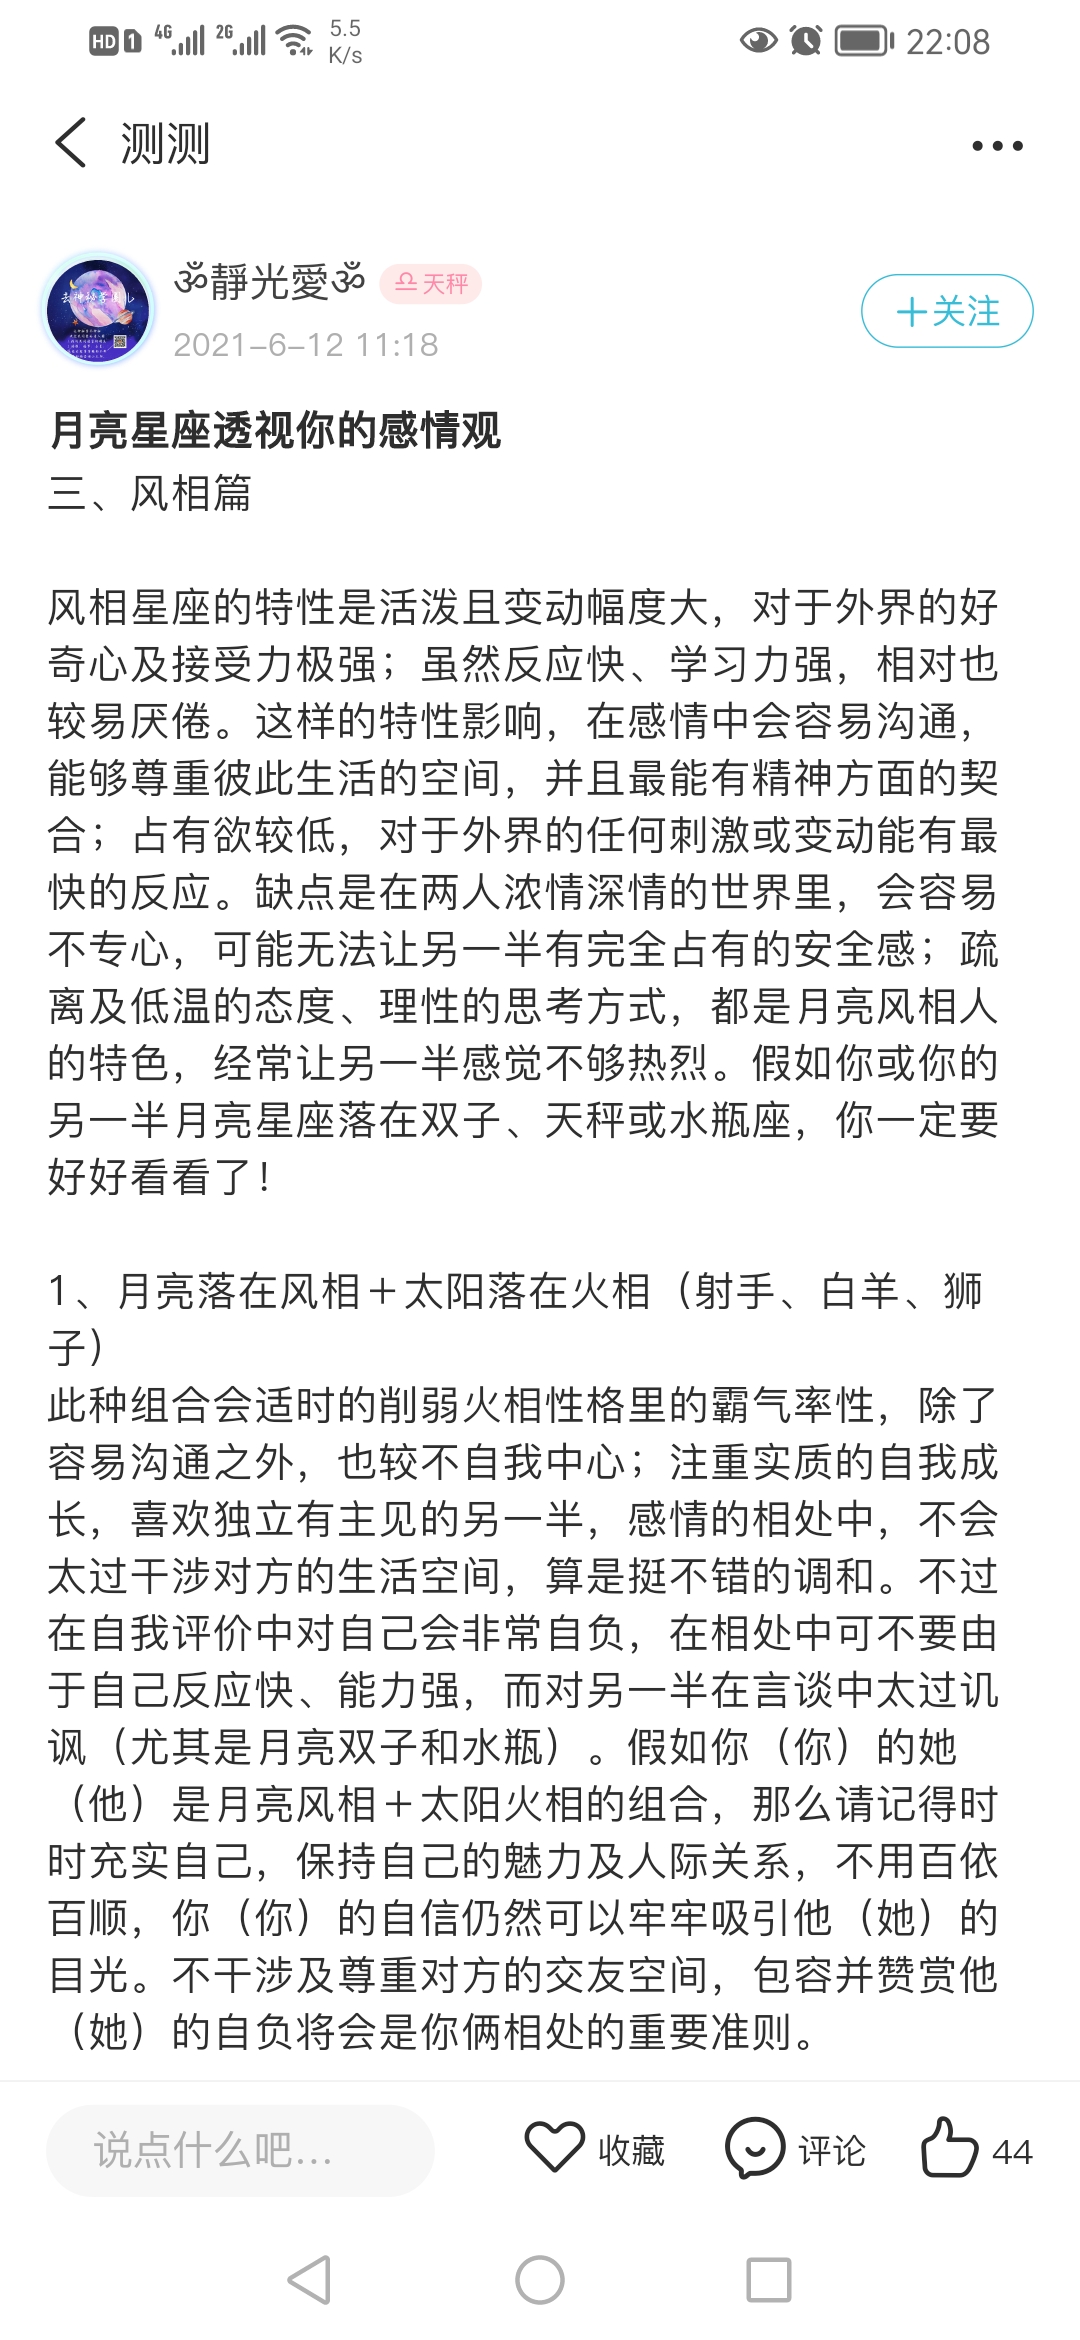 HD 1 4G 2G 5.5 K/s 22:08
测测
ॐ靜光愛ॐ 天秤
2021-6-12 11:18
+关注
月亮星座透视你的感情观
三、风相篇
风相星座的特性是活泼且变动幅度大，对于外界的好
奇心及接受力极强；虽然反应快、学习力强，相对也
较易厌倦。这样的特性影响，在感情中会容易沟通，
能够尊重彼此生活的空间，并且最能有精神方面的契
合；占有欲较低，对于外界的任何刺激或变动能有最
快的反应。缺点是在两人浓情深情的世界里，会容易
不专心，可能无法让另一半有完全占有的安全感；疏
离及低温的态度、理性的思考方式，都是月亮风相人
的特色，经常让另一半感觉不够热烈。假如你或你的
另一半月亮星座落在双子、天秤或水瓶座，你一定要
好好看看了！
1、月亮落在风相＋太阳落在火相（射手、白羊、狮
子）
此种组合会适时的削弱火相性格里的霸气率性，除了
容易沟通之外，也较不自我中心；注重实质的自我成
长，喜欢独立有主见的另一半，感情的相处中，不会
太过干涉对方的生活空间，算是挺不错的调和。不过
在自我评价中对自己会非常自负，在相处中可不要由
于自己反应快、能力强，而对另一半在言谈中太过讥
讽（尤其是月亮双子和水瓶）。假如你（你）的她
（他）是月亮风相＋太阳火相的组合，那么请记得时
时充实自己，保持自己的魅力及人际关系，不用百依
百顺，你（你）的自信仍然可以牢牢吸引他（她）的
目光。不干涉及尊重对方的交友空间，包容并赞赏他
（她）的自负将会是你俩相处的重要准则。
说点什么吧... 收藏 评论 44